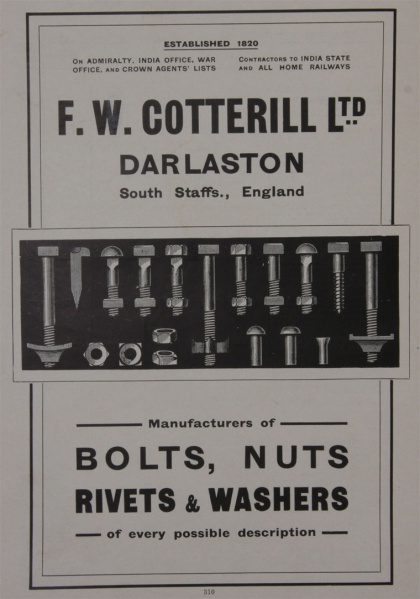 ESTABLISHED 1820
ON ADMIRALTY, INDIA OFFICE, WAR
OFFICE, AND CROWN AGENTS' LISTS
CONTRACTORS TO INDIA STATE
AND ALL HOME RAILWAYS
F. W. COTTERILL LTD
DARLASTON
South Staffs., England
Manufacturers of
BOLTS, NUTS
RIVETS & WASHERS
of every possible description
310